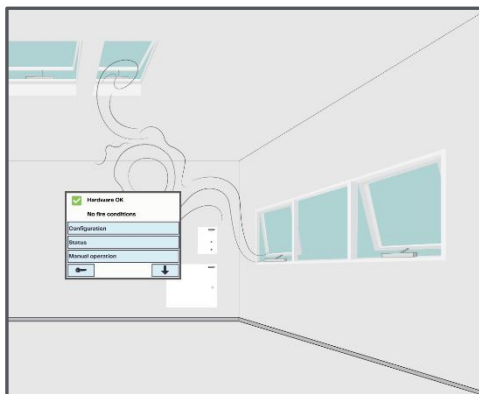 Hardware OK
No fire conditions
Configuration
Status
Manual operation